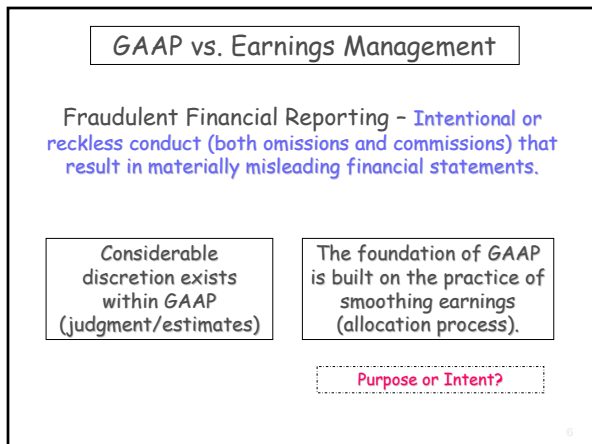 GAAP vs. Earnings Management
Fraudulent Financial Reporting – Intentional or
reckless conduct (both omissions and commissions) that
result in materially misleading financial statements.
Considerable
discretion exists
within GAAP
(judgment/estimates)
The foundation of GAAP
is built on the practice of
smoothing earnings
(allocation process).
Purpose or Intent?
6